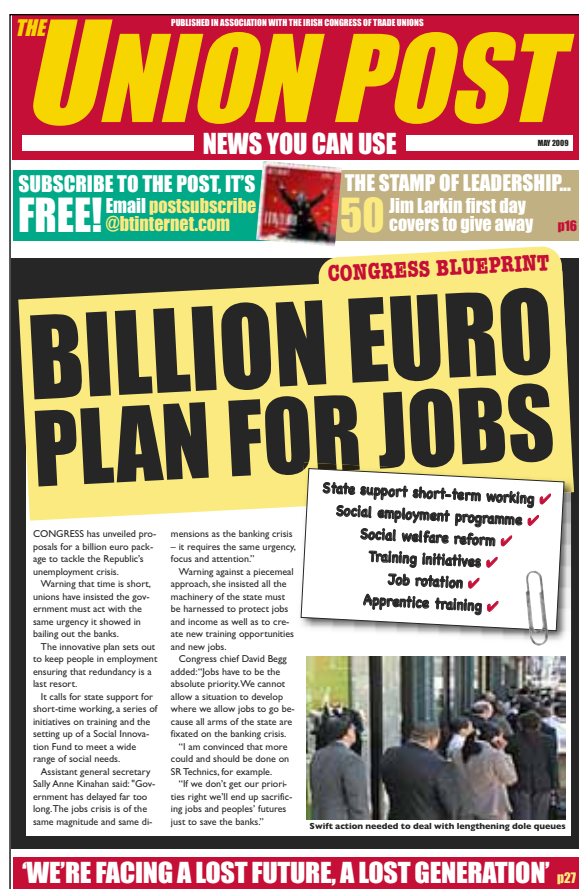 THE
PUBLISHED IN ASSOCIATION WITH THE IRISH CONGRESS OF TRADE UNIONS
UNION POST
NEWS YOU CAN USE
MAY 2009
SUBSCRIBE TO THE POST, IT'S
FREE! Email postsubscribe
@btinternet.com
THE STAMP OF LEADERSHIP...
50 Jim Larkin first day
covers to give away p16
CONGRESS BLUEPRINT
BILLION EURO
PLAN FOR JOBS
State support short-term working ✔
Social employment programme ✔
Social welfare reform ✔
Training initiatives ✔
Job rotation ✔
Apprentice training ✔
CONGRESS has unveiled pro-
posals for a billion euro pack-
age to tackle the Republic's
unemployment crisis.
Warning that time is short,
unions have insisted the gov-
ernment must act with the
same urgency it showed in
bailing out the banks.
The innovative plan sets out
to keep people in employment
ensuring that redundancy is a
last resort.
It calls for state support for
short-time working, a series of
initiatives on training and the
setting up of a Social Innova-
tion Fund to meet a wide
range of social needs.
Assistant general secretary
Sally Anne Kinahan said: "Gov-
ernment has delayed far too
long. The jobs crisis is of the
same magnitude and same di-
mensions as the banking crisis
– it requires the same urgency,
focus and attention."
Warning against a piecemeal
approach, she insisted all the
machinery of the state must
be harnessed to protect jobs
and income as well as to cre-
ate new training opportunities
and new jobs.
Congress chief David Begg
added: "Jobs have to be the
absolute priority. We cannot
allow a situation to develop
where we allow jobs to go be-
cause all arms of the state are
fixated on the banking crisis.
"I am convinced that more
could and should be done on
SR Technics, for example.
"If we don't get our priori-
ties right we'll end up sacrific-
ing jobs and peoples' futures
just to save the banks."
Swift action needed to deal with lengthening dole queues
'WE'RE FACING A LOST FUTURE, A LOST GENERATION' p27